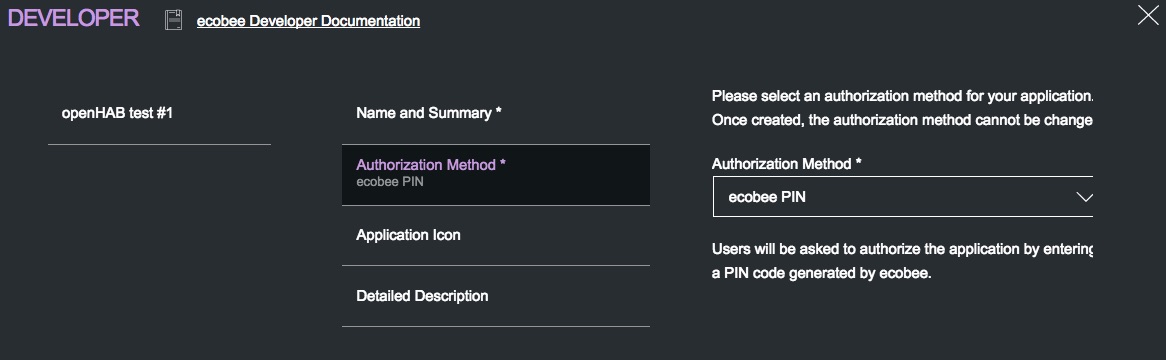 DEVELOPER
ecobee Developer Documentation
openHAB test #1
Name and Summary *
Authorization Method *
ecobee PIN
Application Icon
Detailed Description
Please select an authorization method for your application.
Once created, the authorization method cannot be change
Authorization Method *
ecobee PIN
Users will be asked to authorize the application by entering
a PIN code generated by ecobee.